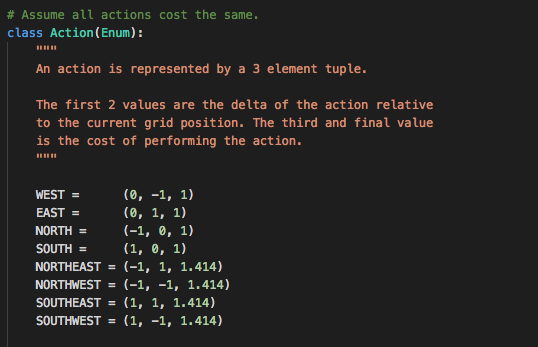 # Assume all actions cost the same.
class Action(Enum):
    """
    An action is represented by a 3 element tuple.

    The first 2 values are the delta of the action relative
    to the current grid position. The third and final value
    is the cost of performing the action.
    """

    WEST =      (0, -1, 1)
    EAST =      (0, 1, 1)
    NORTH =     (-1, 0, 1)
    SOUTH =     (1, 0, 1)
    NORTHEAST = (-1, 1, 1.414)
    NORTHWEST = (-1, -1, 1.414)
    SOUTHEAST = (1, 1, 1.414)
    SOUTHWEST = (1, -1, 1.414)